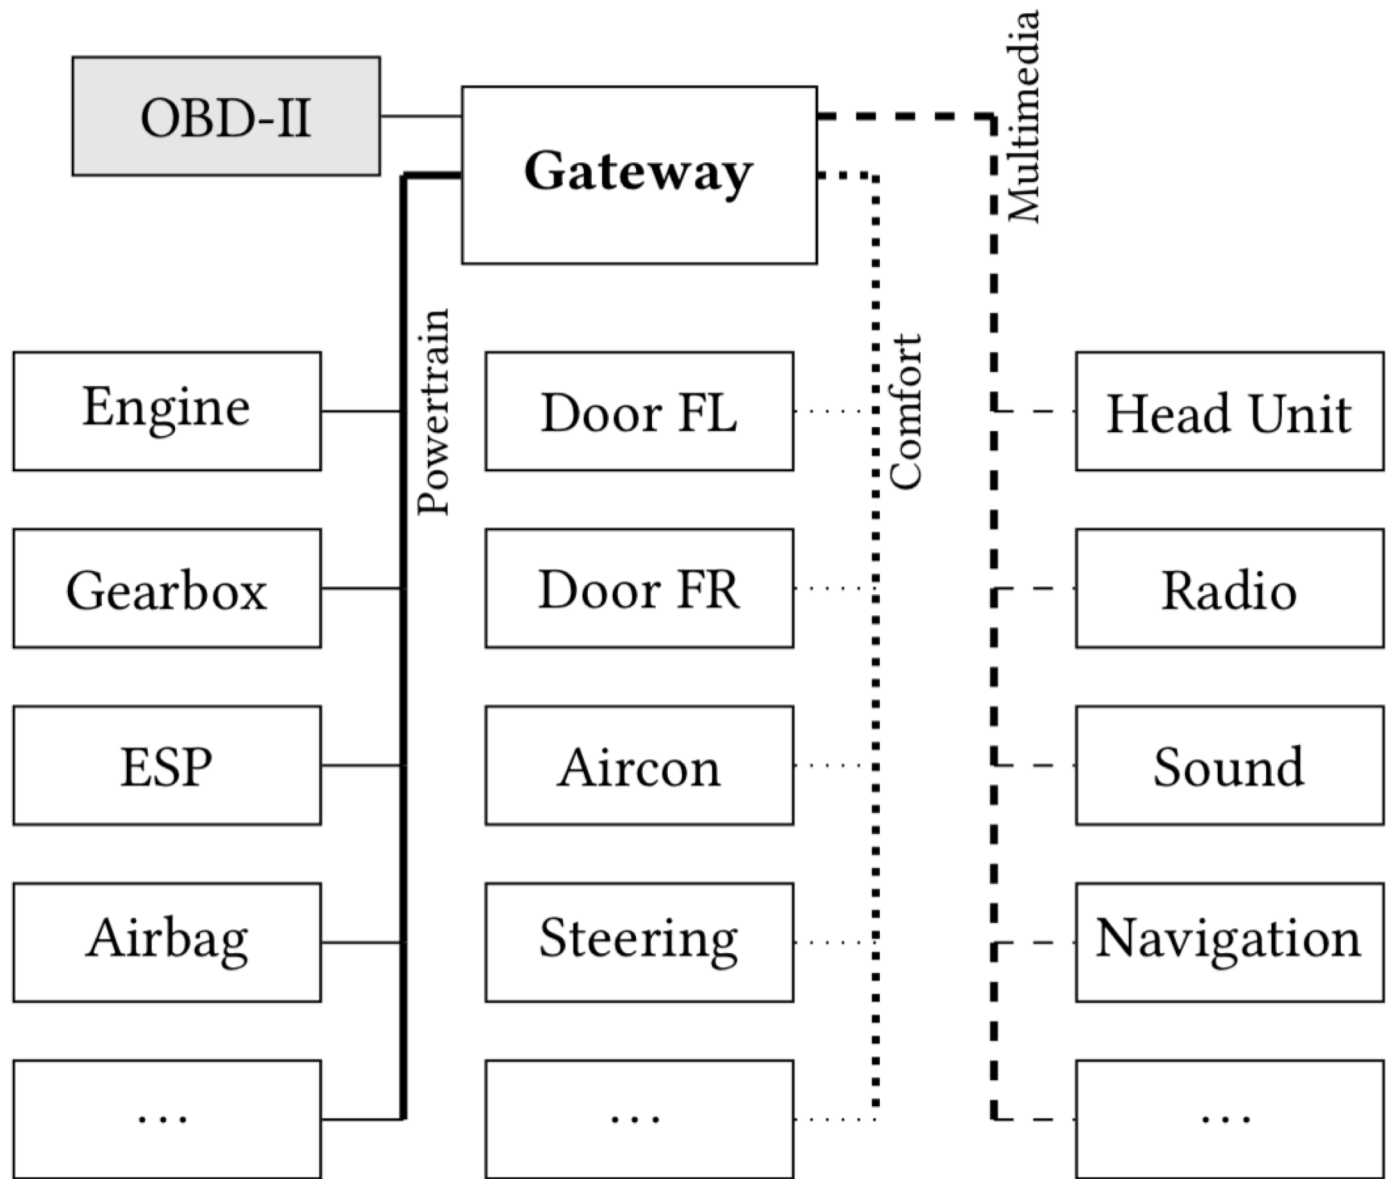 OBD-II
Gateway
Multimedia
Powertrain
Comfort
Engine
Door FL
Head Unit
Gearbox
Door FR
Radio
ESP
Aircon
Sound
Airbag
Steering
Navigation
...
...
...